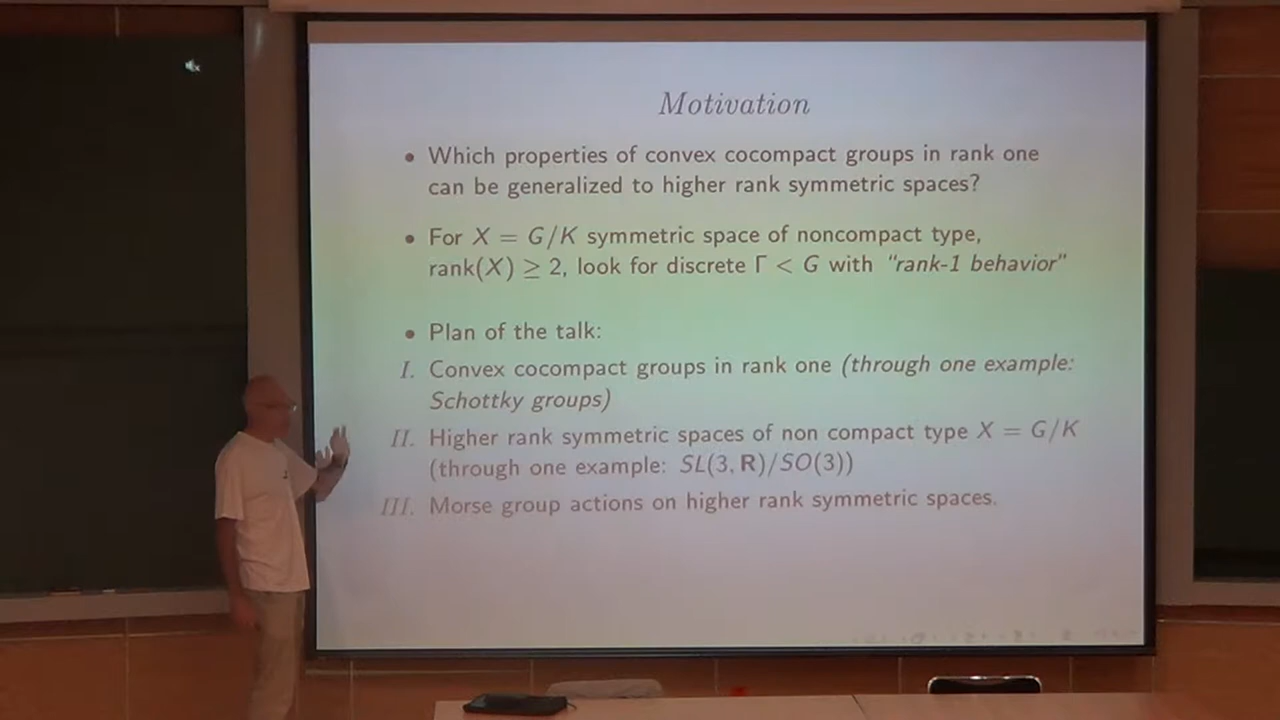 Motivation
• Which properties of convex cocompact groups in rank one
can be generalized to higher rank symmetric spaces?
• For X = G/K symmetric space of noncompact type,
rank(X) ≥ 2, look for discrete Γ < G with "rank-1 behavior"
• Plan of the talk:
I. Convex cocompact groups in rank one (through one example:
Schottky groups)
II. Higher rank symmetric spaces of non compact type X = G/K
(through one example: SL(3, R)/SO(3))
III. Morse group actions on higher rank symmetric spaces.